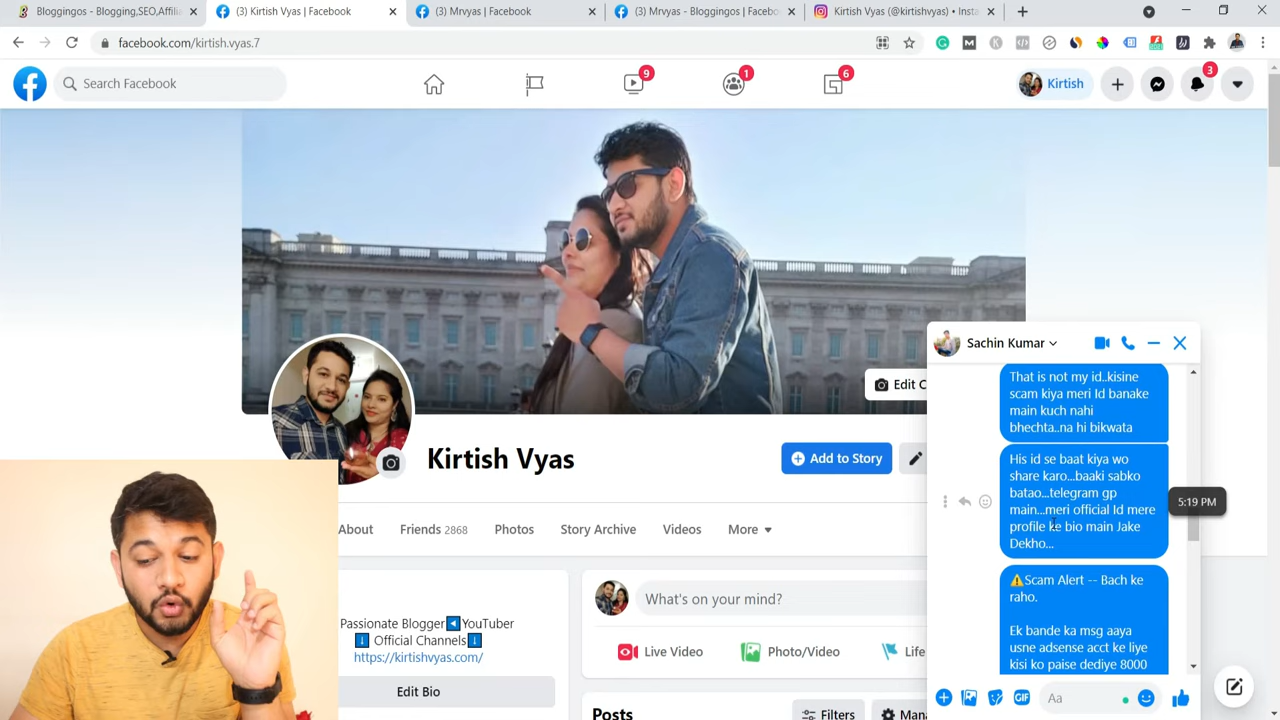 Bloggingos - Blogging,SEO,Affili
(3) Kirtish Vyas | Facebook
(3) Mrvyas | Facebook
(3) Mrvyas - Bloggingos | Facebo
Kirtish Vyas (@kirtishvyas) • Insta
facebook.com/kirtish.vyas.7
Search Facebook
9
1
6
Kirtish
3
Edit C
Kirtish Vyas
Add to Story
About
Friends 2868
Photos
Story Archive
Videos
More
Passionate Blogger YouTuber
Official Channels
https://kirtishvyas.com/
Edit Bio
What's on your mind?
Live Video
Photo/Video
Life
Posts
Filters
Mana
Sachin Kumar
That is not my id..kisine
scam kiya meri Id banake
main kuch nahi
bhechta..na hi bikwata
His id se baat kiya wo
share karo...baaki sabko
batao...telegram gp
main...meri official Id mere
profile ke bio main Jake
Dekho...
5:19 PM
⚠️Scam Alert -- Bach ke
raho.
Ek bande ka msg aaya
usne adsense acct ke liye
kisi ko paise dediye 8000
GIF
Aa